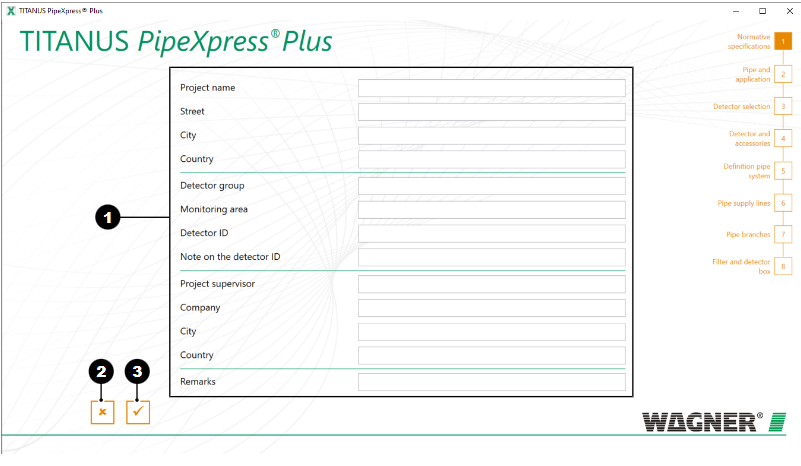 TITANUS PipeXpress® Plus
TITANUS PipeXpress® Plus
Normative
specifications
1
Pipe and
application
2
Detector selection
3
Detector and
accessories
4
Definition pipe
system
5
Pipe supply lines
6
Pipe branches
7
Filter and detector
box
8
Project name
Street
City
Country
Detector group
Monitoring area
Detector ID
Note on the detector ID
Project supervisor
Company
City
Country
Remarks
1
2
3
WAGNER®